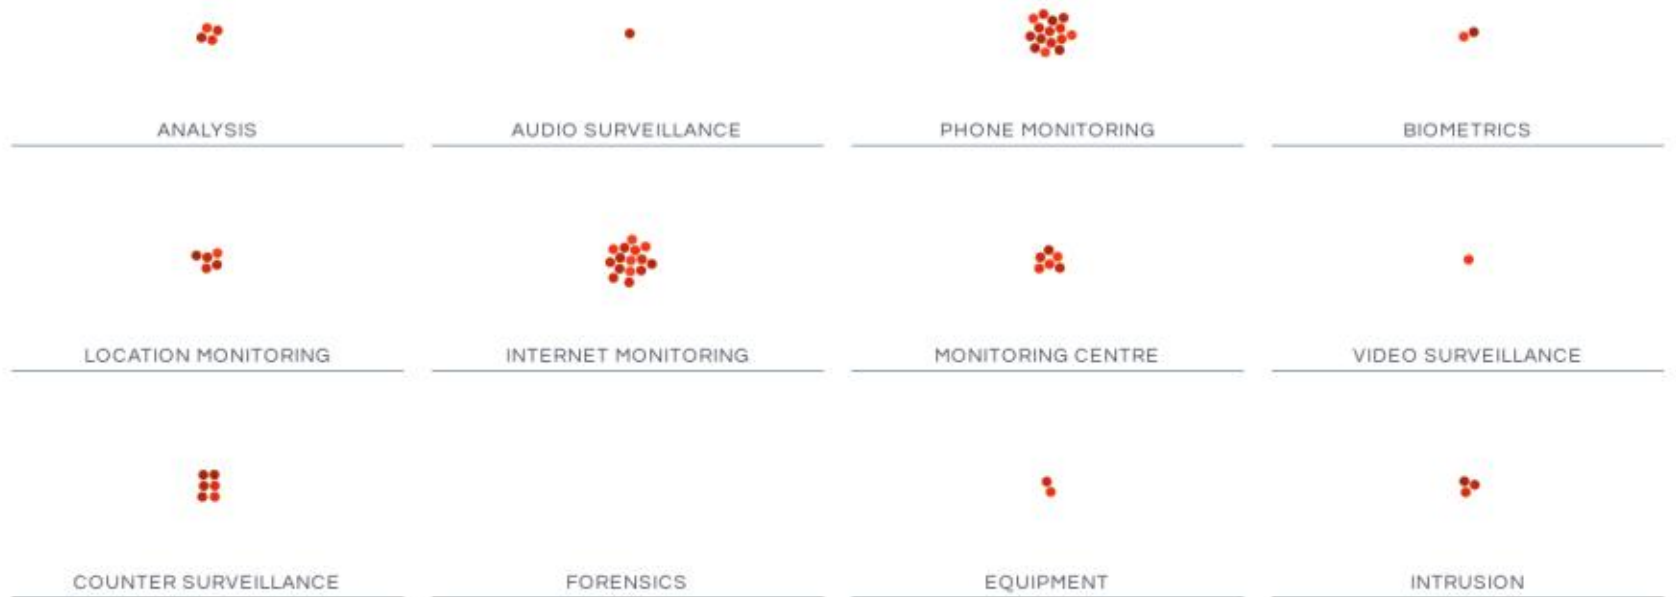 ANALYSIS
AUDIO SURVEILLANCE
PHONE MONITORING
BIOMETRICS
LOCATION MONITORING
INTERNET MONITORING
MONITORING CENTRE
VIDEO SURVEILLANCE
COUNTER SURVEILLANCE
FORENSICS
EQUIPMENT
INTRUSION